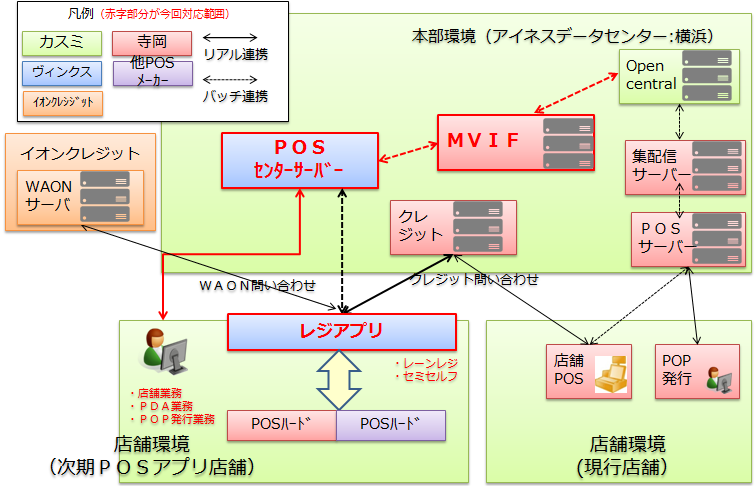 凡例（赤字部分が今回対応範囲）
カスミ
寺岡
リアル連携
ヴィンクス
他POS
メーカー
バッチ連携
ｲｵﾝｸﾚｼﾞｯﾄ
本部環境（アイネスデータセンター:横浜）
Open
central
ＭＶＩＦ
ＰＯＳ
ｾﾝﾀｰｻｰﾊﾞｰ
集配信
サーバー
イオンクレジット
WAON
サーバ
クレ
ジット
ＰＯＳ
サーバー
ＷＡＯＮ問い合わせ
クレジット問い合わせ
レジアプリ
・レーンレジ
・セミセルフ
店舗
POS
POP
発行
・店舗業務
・ＰＤＡ業務
・ＰＯＰ発行業務
POSﾊｰﾄﾞ
POSﾊｰﾄﾞ
店舗環境
（次期ＰＯＳアプリ店舗）
店舗環境
(現行店舗）